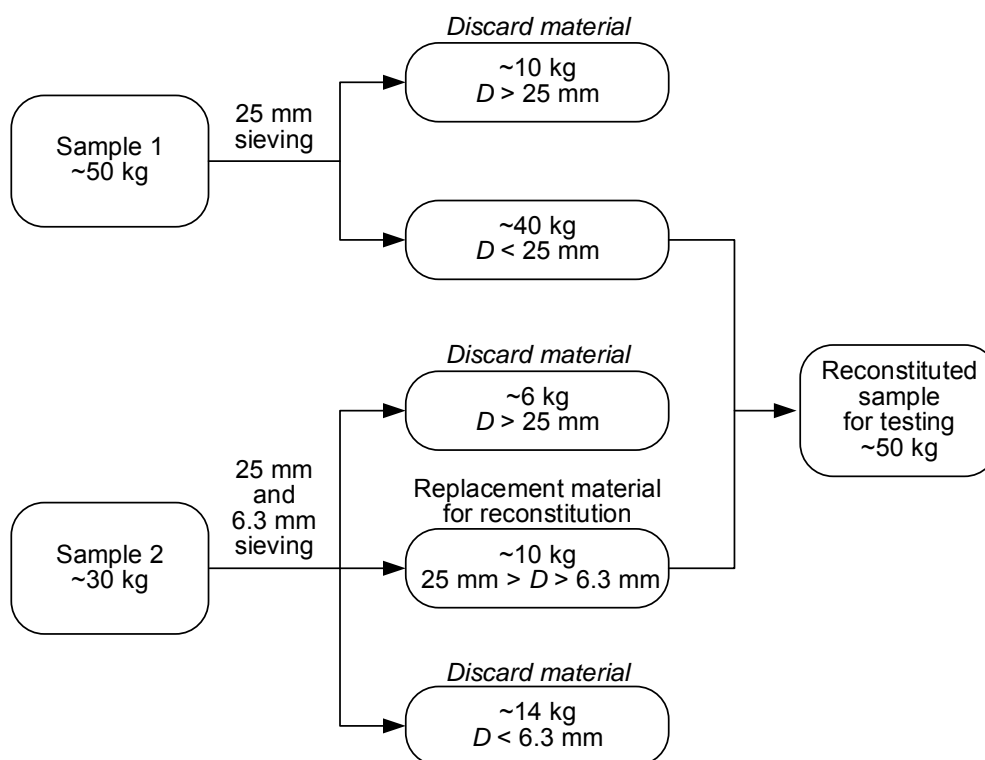 Discard material
~10 kg
D > 25 mm
25 mm
sieving
Sample 1
~50 kg
~40 kg
D < 25 mm
Discard material
~6 kg
D > 25 mm
Reconstituted
sample
for testing
~50 kg
25 mm
and
6.3 mm
sieving
Replacement material
for reconstitution
~10 kg
25 mm > D > 6.3 mm
Sample 2
~30 kg
Discard material
~14 kg
D < 6.3 mm